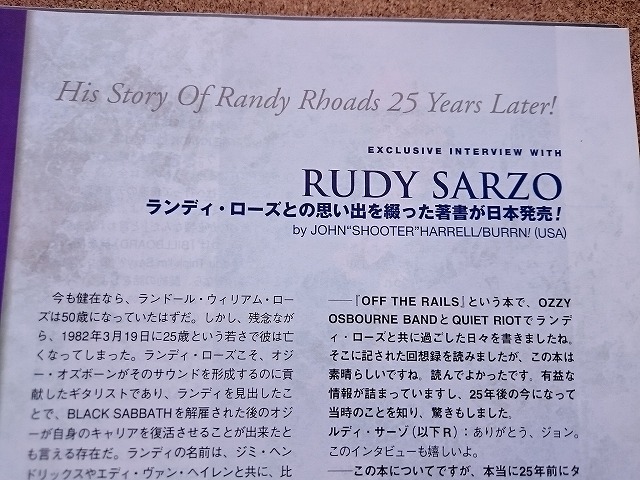 His Story Of Randy Rhoads 25 Years Later!
EXCLUSIVE INTERVIEW WITH
RUDY SARZO
ランディ・ローズとの思い出を綴った著書が日本発売!
by JOHN“SHOOTER”HARRELL/BURRN! (USA)
今も健在なら、ランドール・ウィリアム・ロー
ズは50歳になっていたはずだ。しかし、残念なが
ら、1982年3月19日に25歳という若さで彼は亡
くなってしまった。ランディ・ローズこそ、オジ
ー・オズボーンがそのサウンドを形成するのに貢
献したギタリストであり、ランディを見出したこ
とで、BLACK SABBATHを解雇された後のオジ
ーが自身のキャリアを復活させることが出来たと
も言える存在だ。ランディの名前は、ジミ・ヘン
ドリックスやエディ・ヴァン・ヘイレンと共に、比
――『OFF THE RAILS』という本で、OZZY
OSBOURNE BANDとQUIET RIOTでランデ
ィ・ローズと共に過ごした日々を書きましたね。
そこに記された回想録を読みましたが、この本は
素晴らしいですね。読んでよかったです。有益な
情報が詰まっていますし、25年後の今になって
当時のことを知り、驚きもしました。
ルディ・サーゾ(以下R):ありがとう、ジョン。
このインタビューも嬉しいよ。
――この本についてですが、本当に25年前にタ